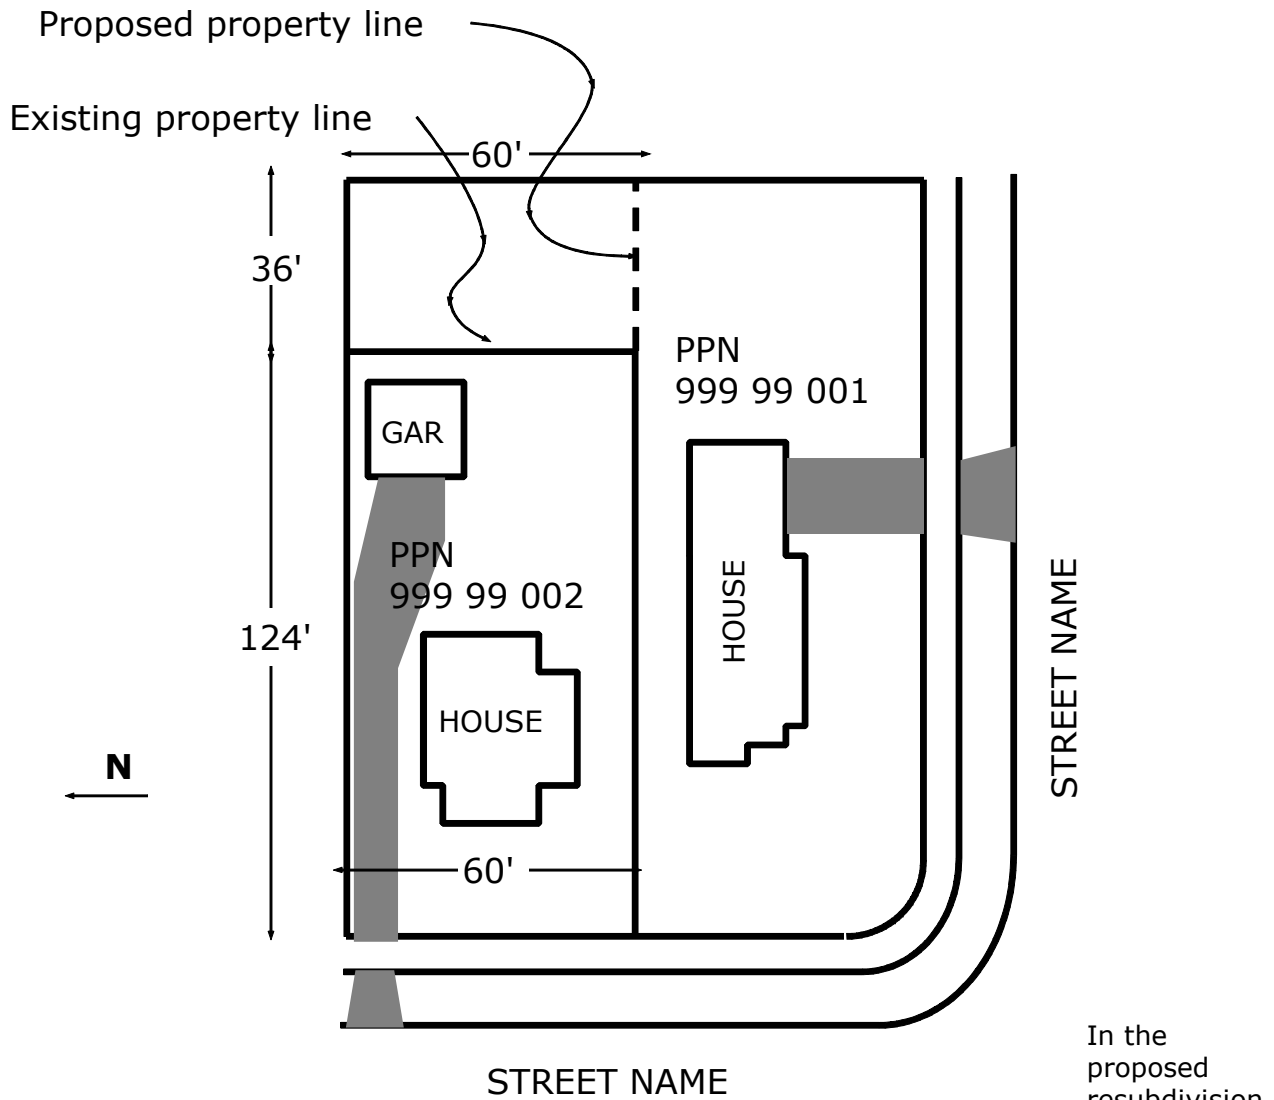 Proposed property line
Existing property line
60'
36'
PPN
999 99 001
GAR
PPN
999 99 002
HOUSE
124'
HOUSE
STREET NAME
N
60'
STREET NAME
In the
proposed
resubdivision